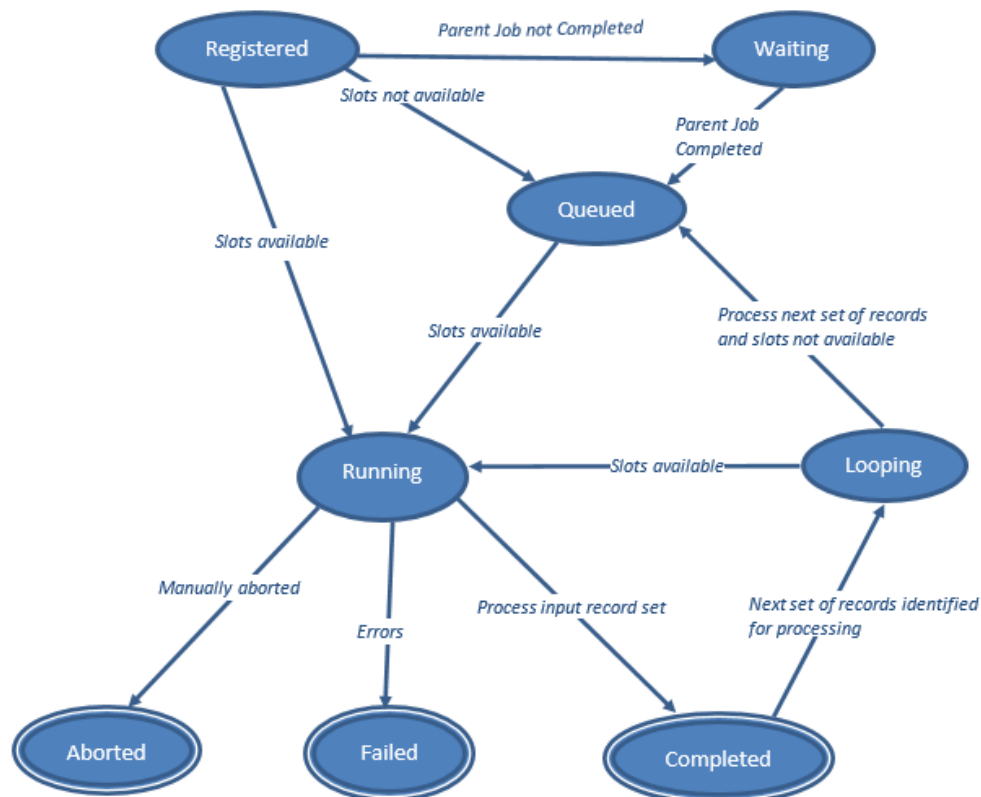 Parent Job not Completed
Registered
Waiting
Slots not available
Parent Job
Completed
Queued
Slots available
Slots available
Process next set of records
and slots not available
Running
Slots available
Looping
Manually aborted
Errors
Process input record set
Next set of records identified
for processing
Aborted
Failed
Completed